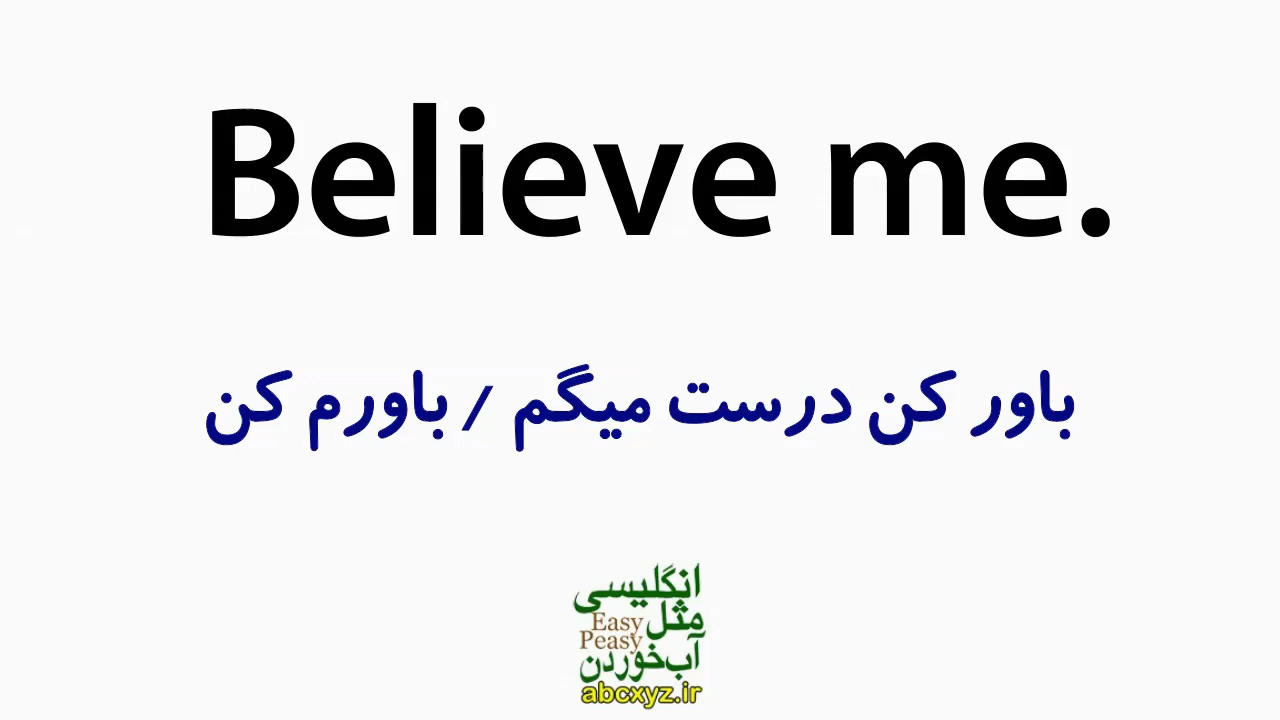 Believe me.
باور کن درست میگم / باورم کن
انگلیسی
مثل
Easy
Peasy
آب‌خوردن
abcxyz.ir